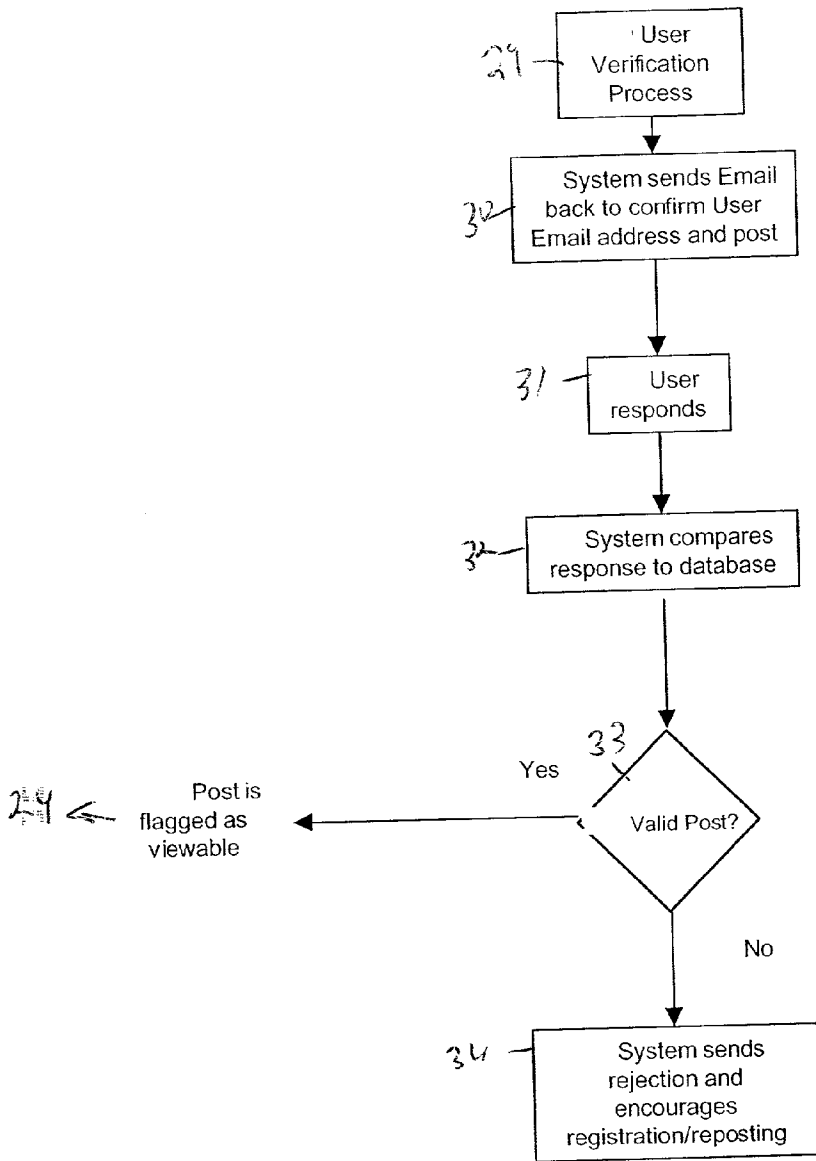 User
29
Verification
Process
System sends Email
30
back to confirm User
Email address and post
31
User
responds
32
System compares
response to database
33
Yes
Valid Post?
24
Post is
flagged as
viewable
No
34
System sends
rejection and
encourages
registration/reposting